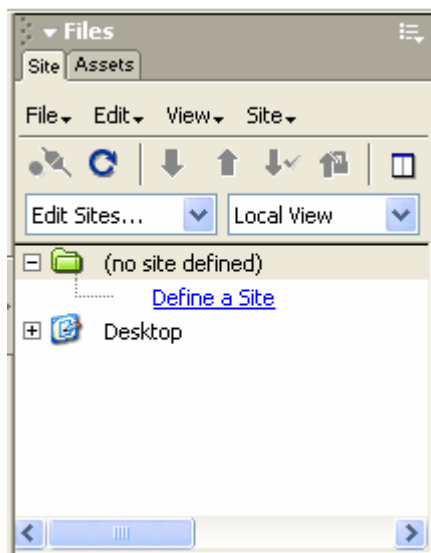 Files
Site Assets
File Edit View Site
Edit Sites... Local View
(no site defined)
Define a Site
Desktop